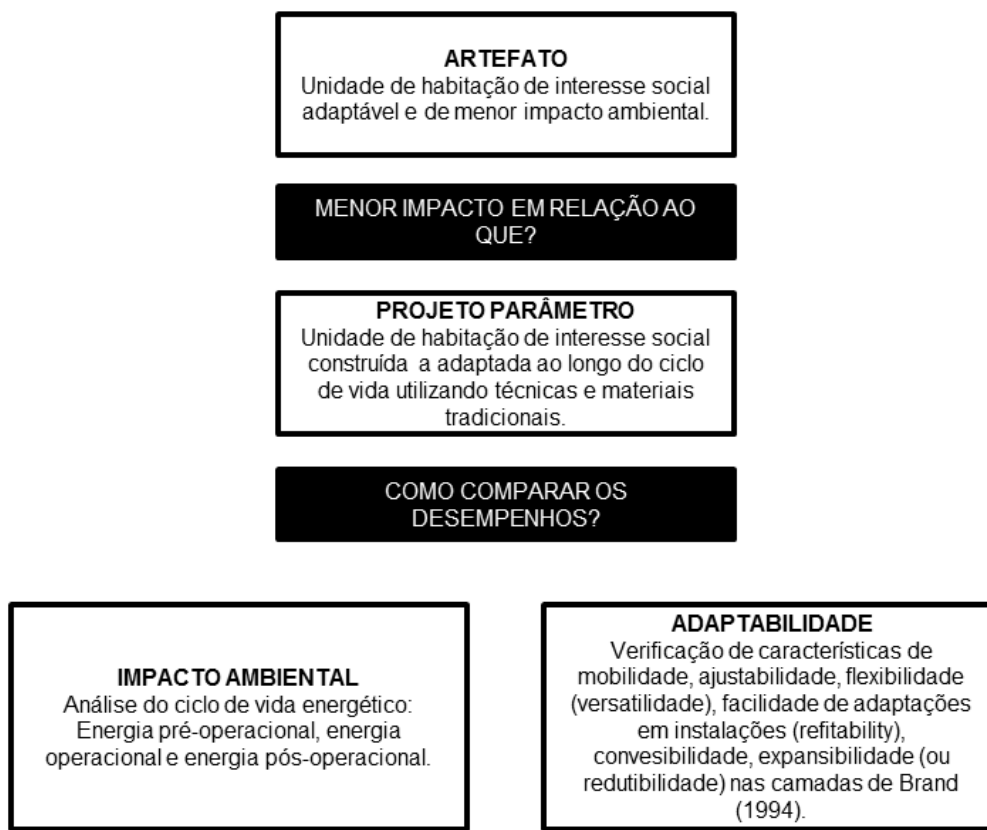 ARTEFATO
Unidade de habitação de interesse social
adaptável e de menor impacto ambiental.
MENOR IMPACTO EM RELAÇÃO AO
QUE?
PROJETO PARÂMETRO
Unidade de habitação de interesse social
construída a adaptada ao longo do ciclo
de vida utilizando técnicas e materiais
tradicionais.
COMO COMPARAR OS
DESEMPENHOS?
IMPACTO AMBIENTAL
Análise do ciclo de vida energético:
Energia pré-operacional, energia
operacional e energia pós-operacional.
ADAPTABILIDADE
Verificação de características de
mobilidade, ajustabilidade, flexibilidade
(versatilidade), facilidade de adaptações
em instalações (refitability),
convesibilidade, expansibilidade (ou
redutibilidade) nas camadas de Brand
(1994).